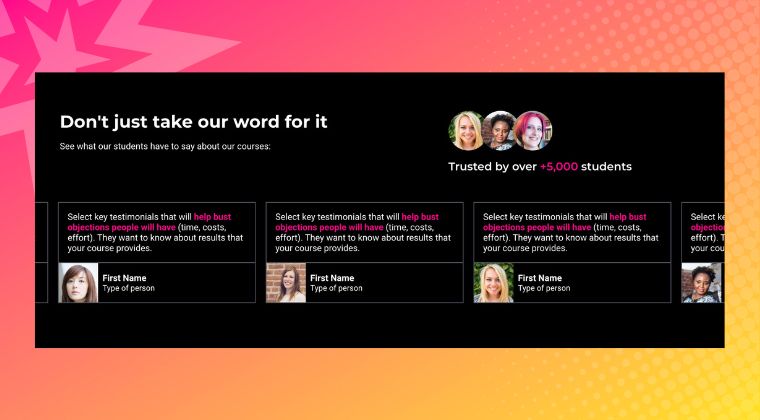 Don't just take our word for it
See what our students have to say about our courses:
Trusted by over +5,000 students
Select key testimonials that will help bust
objections people will have (time, costs,
effort). They want to know about results that
your course provides.
First Name
Type of person
Select key testimonials that will help bust
objections people will have (time, costs,
effort). They want to know about results that
your course provides.
First Name
Type of person
Select key testimonials that will help bust
objections people will have (time, costs,
effort). They want to know about results that
your course provides.
First Name
Type of person
Select
effort).